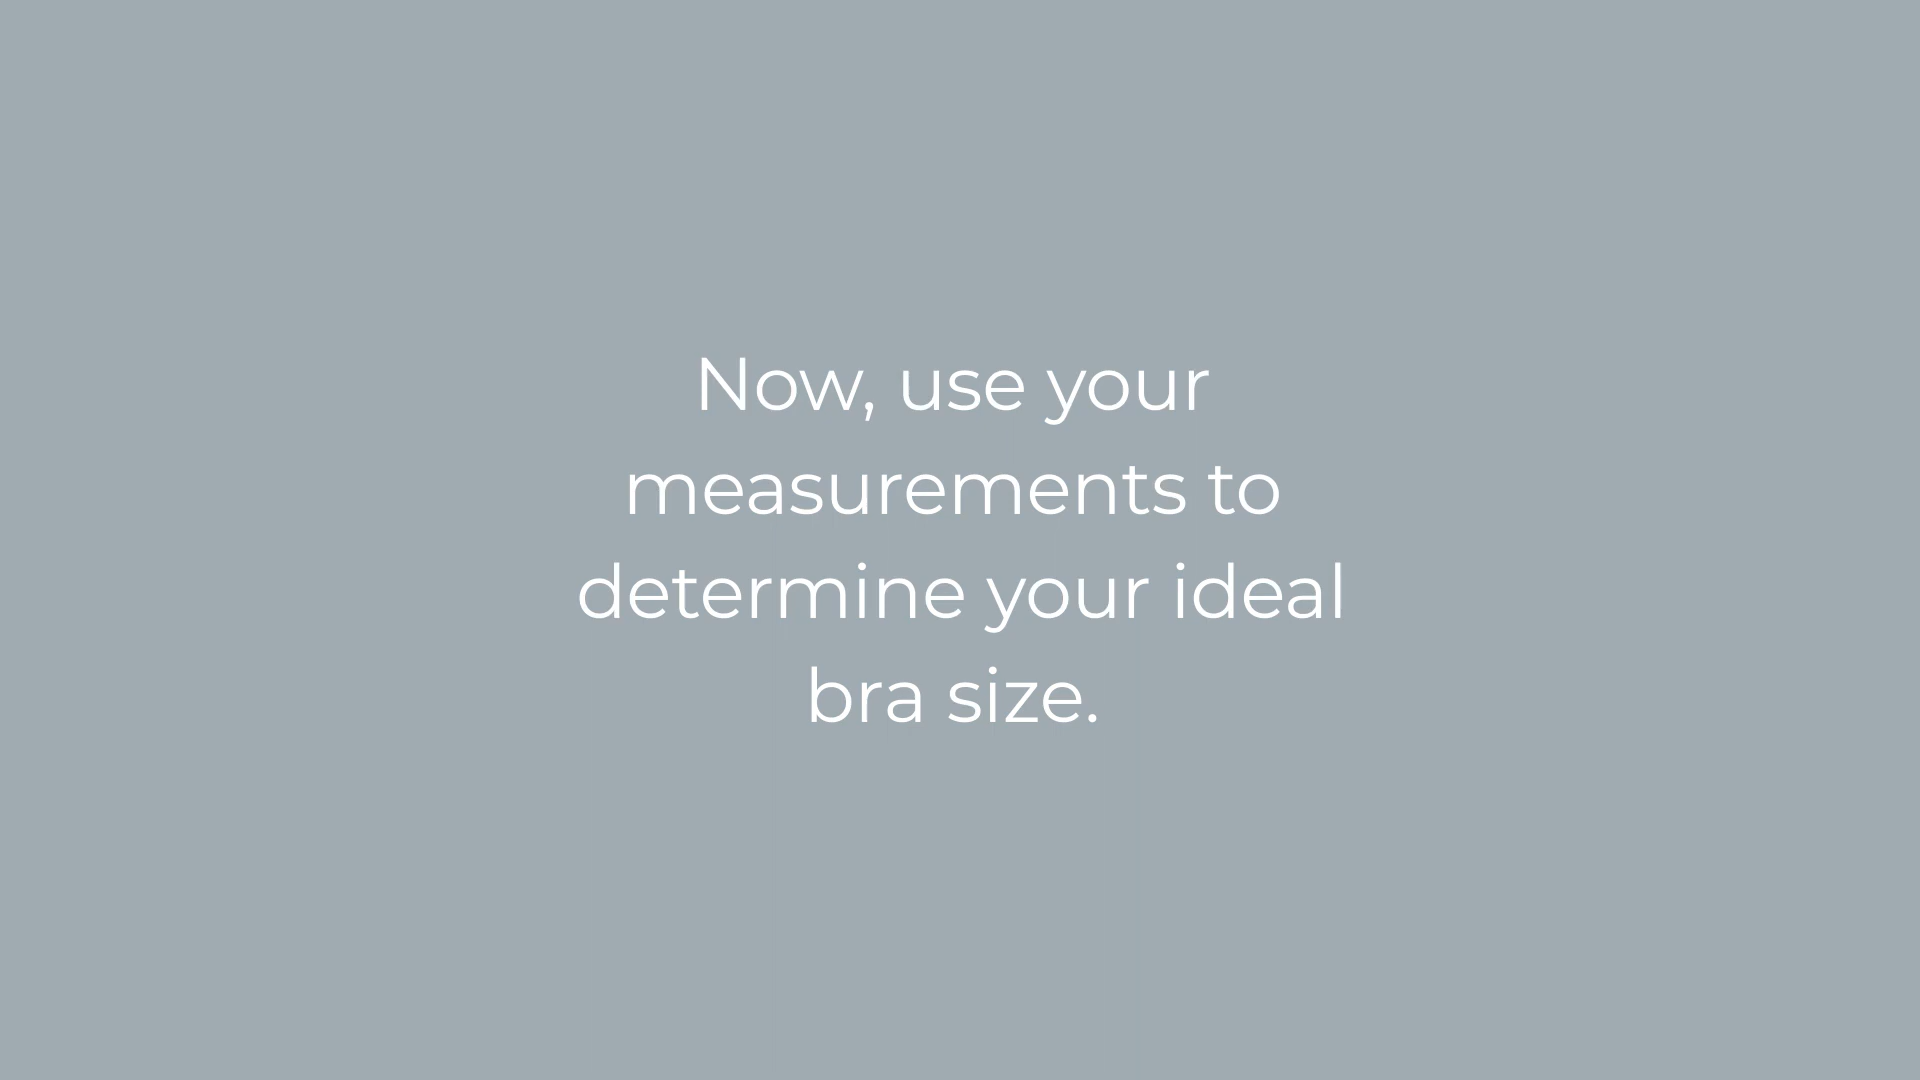 Now, use your
measurements to
determine your ideal
bra size.